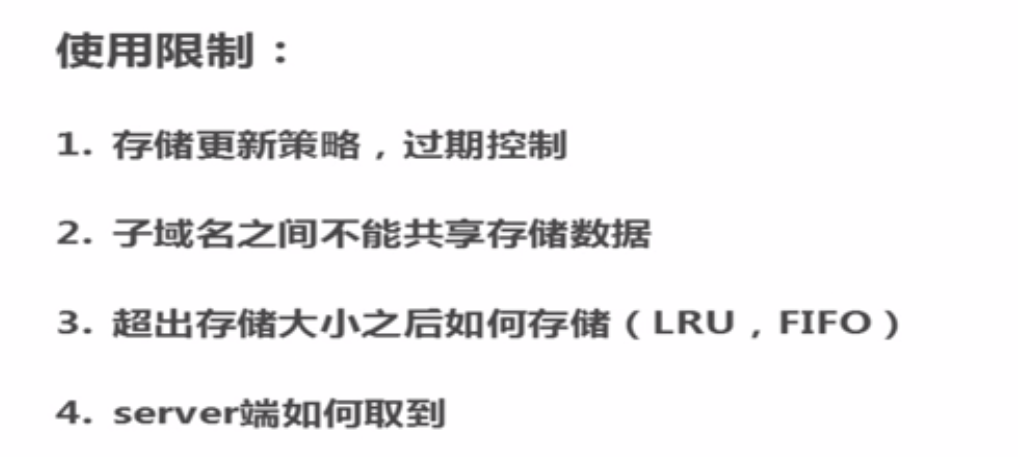 使用限制：
1. 存储更新策略，过期控制
2. 子域名之间不能共享存储数据
3. 超出存储大小之后如何存储（LRU，FIFO）
4. server端如何取到